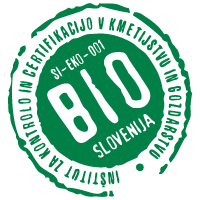 INŠTITUT ZA KONTROLO IN CERTIFIKACIJO V KMETIJSTVU IN GOZDARSTVU
SI-EKO-001
BIO
SLOVENIJA